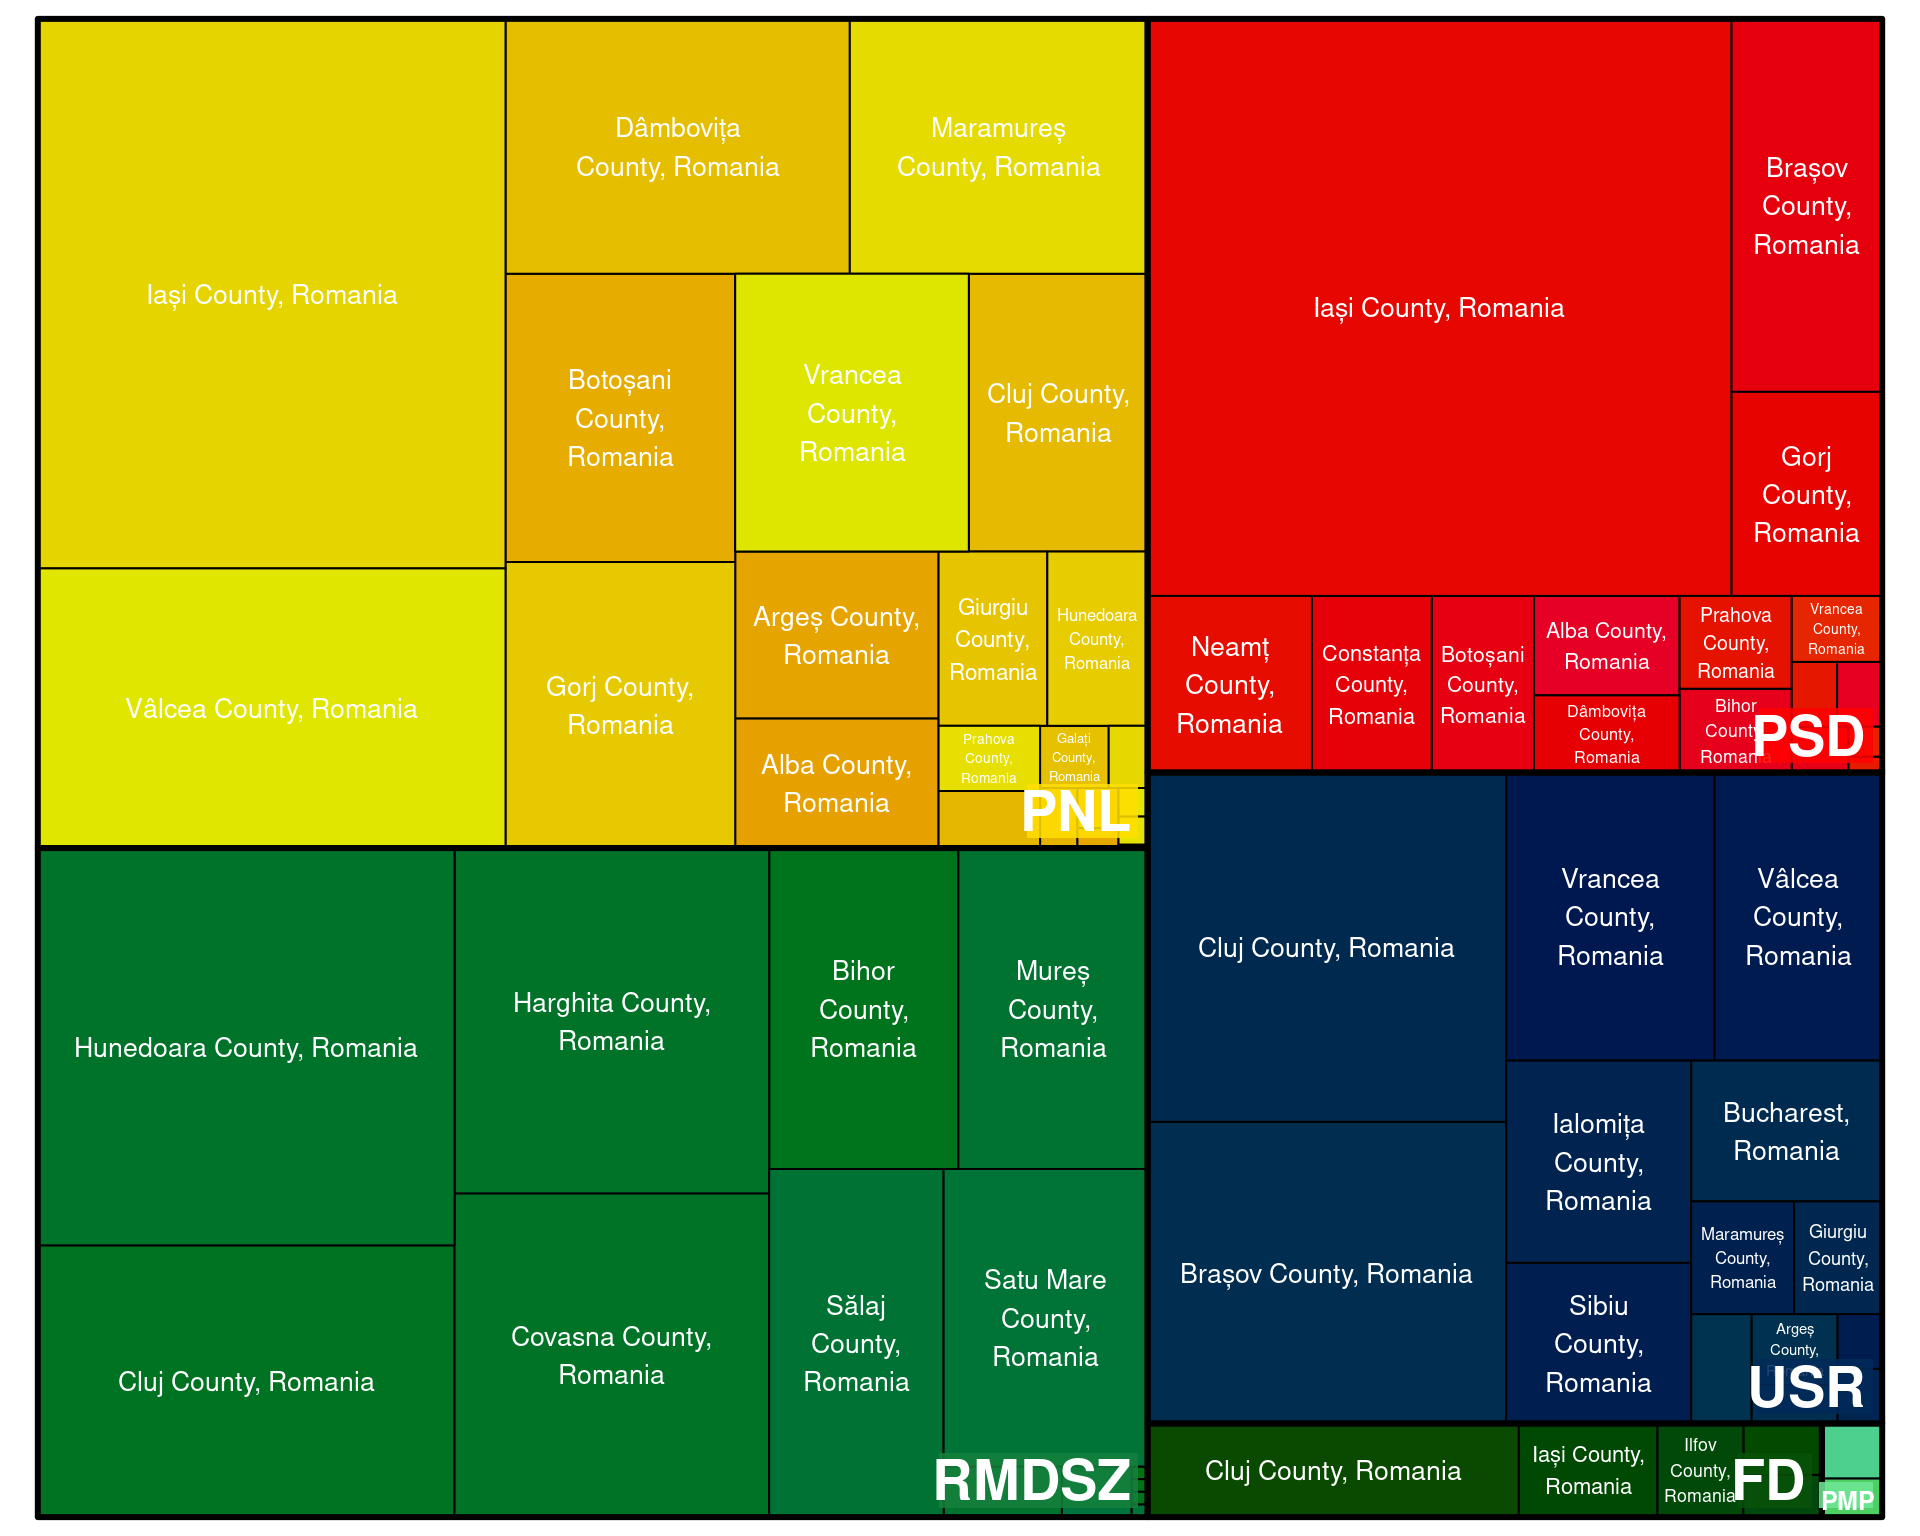 Iași County, Romania
Dâmbovița
County, Romania
Maramureș
County, Romania
Botoșani
County,
Romania
Vrancea
County,
Romania
Cluj County,
Romania
Vâlcea County, Romania
Gorj County,
Romania
Argeș County,
Romania
Giurgiu
County,
Romania
Hunedoara
County,
Romania
Alba County,
Romania
Prahova
County,
Romania
Galați
County,
Romania
PNL
Iași County, Romania
Brașov
County,
Romania
Gorj
County,
Romania
Neamț
County,
Romania
Constanța
County,
Romania
Botoșani
County,
Romania
Alba County,
Romania
Dâmbovița
County,
Romania
Prahova
County,
Romania
Bihor
County,
Romania
Vrancea
County,
Romania
PSD
Hunedoara County, Romania
Harghita County,
Romania
Bihor
County,
Romania
Mureș
County,
Romania
Cluj County, Romania
Covasna County,
Romania
Sălaj
County,
Romania
Satu Mare
County,
Romania
RMDSZ
Cluj County, Romania
Vrancea
County,
Romania
Vâlcea
County,
Romania
Brașov County, Romania
Ialomița
County,
Romania
Bucharest,
Romania
Sibiu
County,
Romania
Maramureș
County,
Romania
Giurgiu
County,
Romania
Argeș
County,
USR
Cluj County, Romania
Iași County,
Romania
Ilfov
County,
Romania
FD
PMP